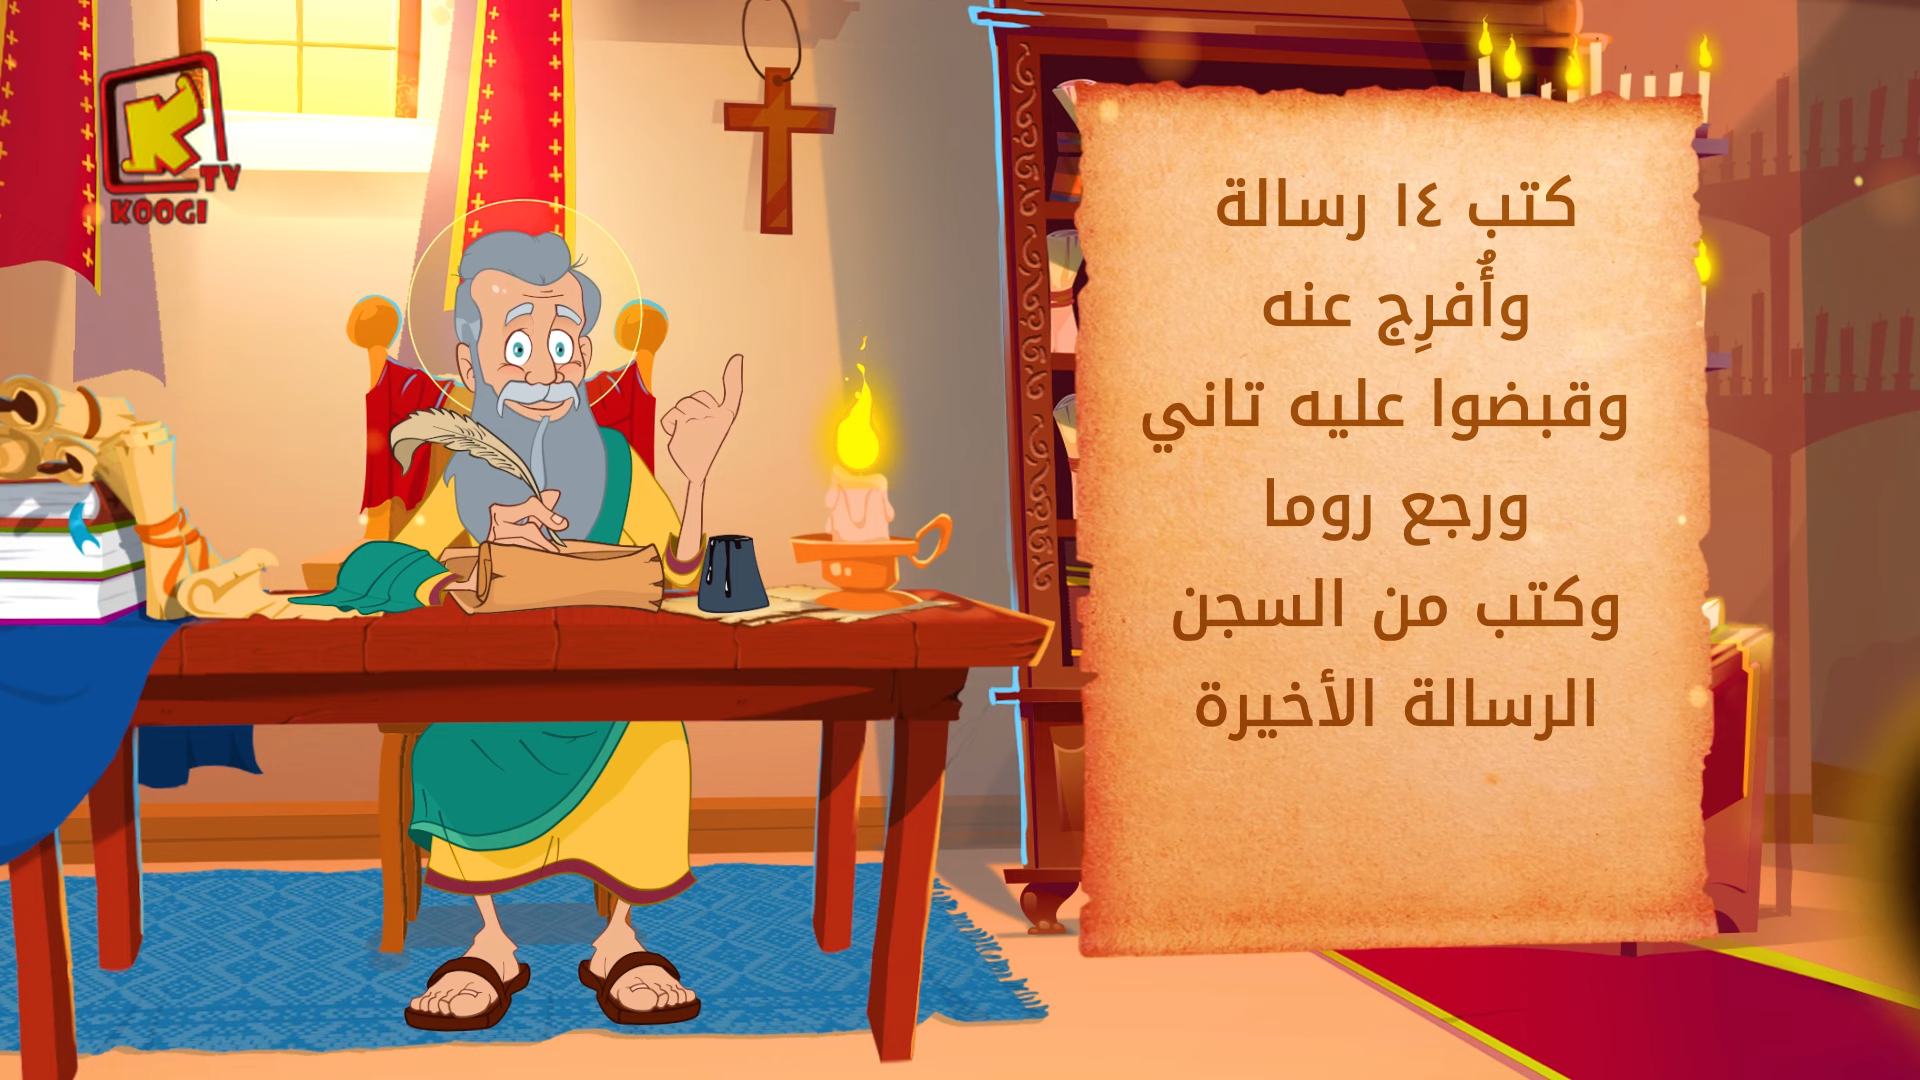 K
TV
KOOGI
كتب ١٤ رسالة
وأُفرِج عنه
وقبضوا عليه تاني
ورجع روما
وكتب من السجن
الرسالة الأخيرة